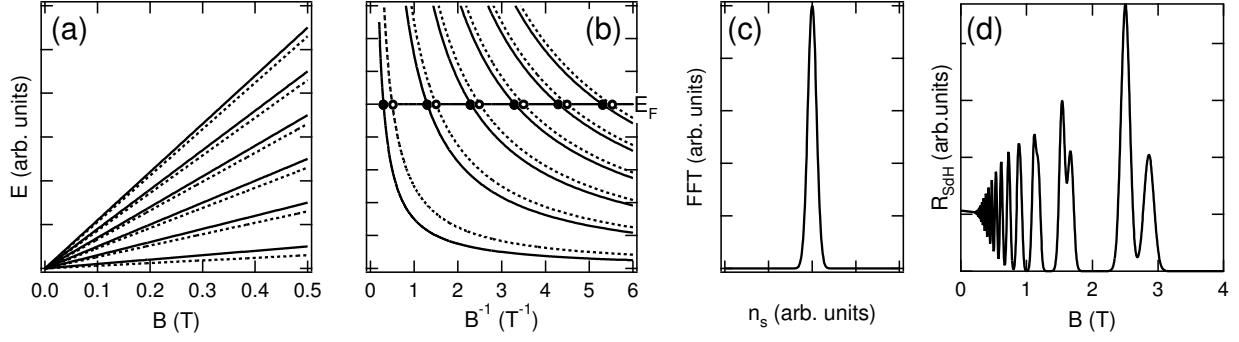 (a)
E (arb. units)
0.0 0.1 0.2 0.3 0.4 0.5
B (T)
(b)
E_F
0 1 2 3 4 5 6
B⁻¹ (T⁻¹)
(c)
FFT (arb. units)
n_s (arb. units)
(d)
R_SdH (arb.units)
0 1 2 3 4
B (T)